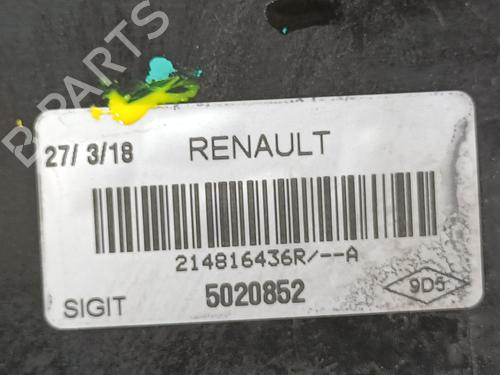 B-PARTS
27/ 3/18 RENAULT
214816436R/--A
SIGIT 5020852 9D5